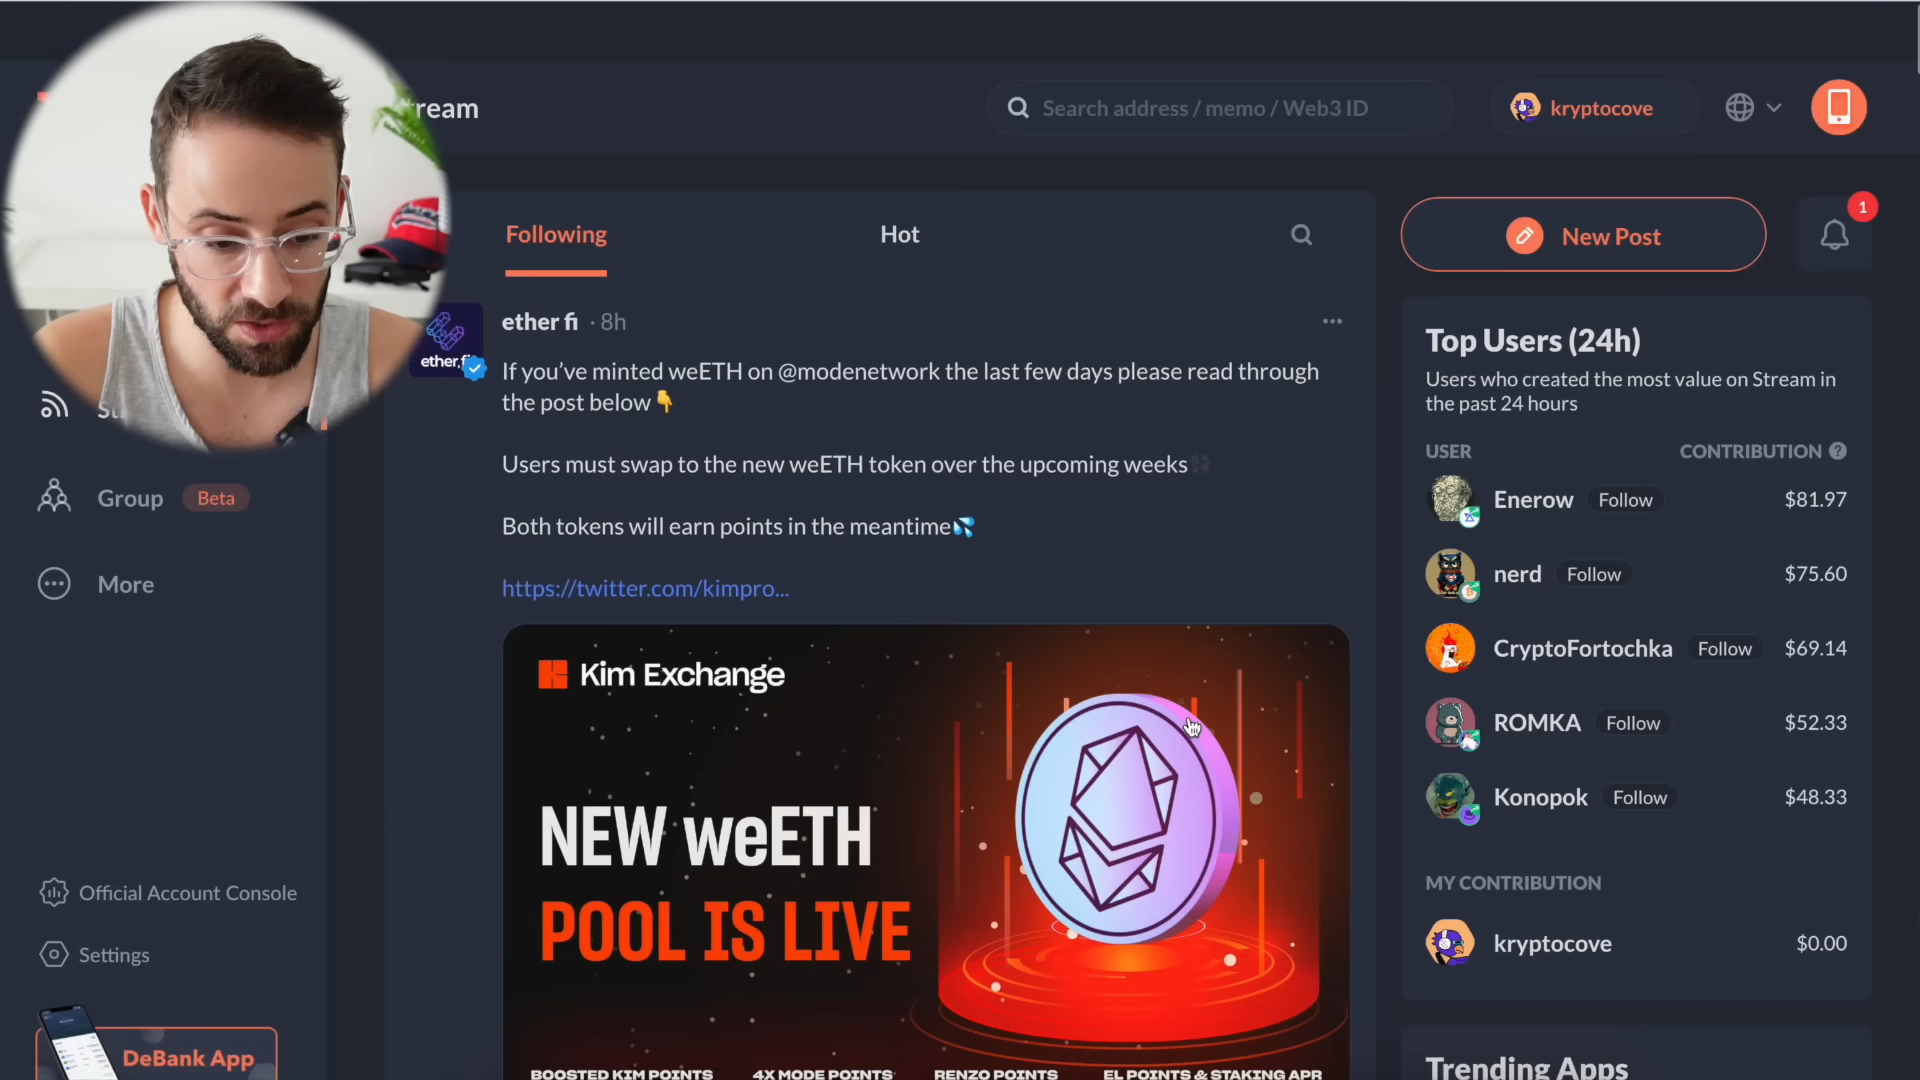 tream
Search address / memo / Web3 ID
kryptocove
Following
Hot
New Post
1
ether fi · 8h
ether.fi
If you’ve minted weETH on @modenetwork the last few days please read through
the post below👇
Users must swap to the new weETH token over the upcoming weeks
Both tokens will earn points in the meantime💦
https://twitter.com/kimpro...
Kim Exchange
NEW weETH
POOL IS LIVE
BOOSTED KIM POINTS
4X MODE POINTS
RENZO POINTS
EL POINTS & STAKING APR
Group
Beta
More
Official Account Console
Settings
DeBank App
Top Users (24h)
Users who created the most value on Stream in
the past 24 hours
USER CONTRIBUTION ?
Enerow Follow $81.97
nerd Follow $75.60
CryptoFortochka Follow $69.14
ROMKA Follow $52.33
Konopok Follow $48.33
MY CONTRIBUTION
kryptocove $0.00
Trending Apps